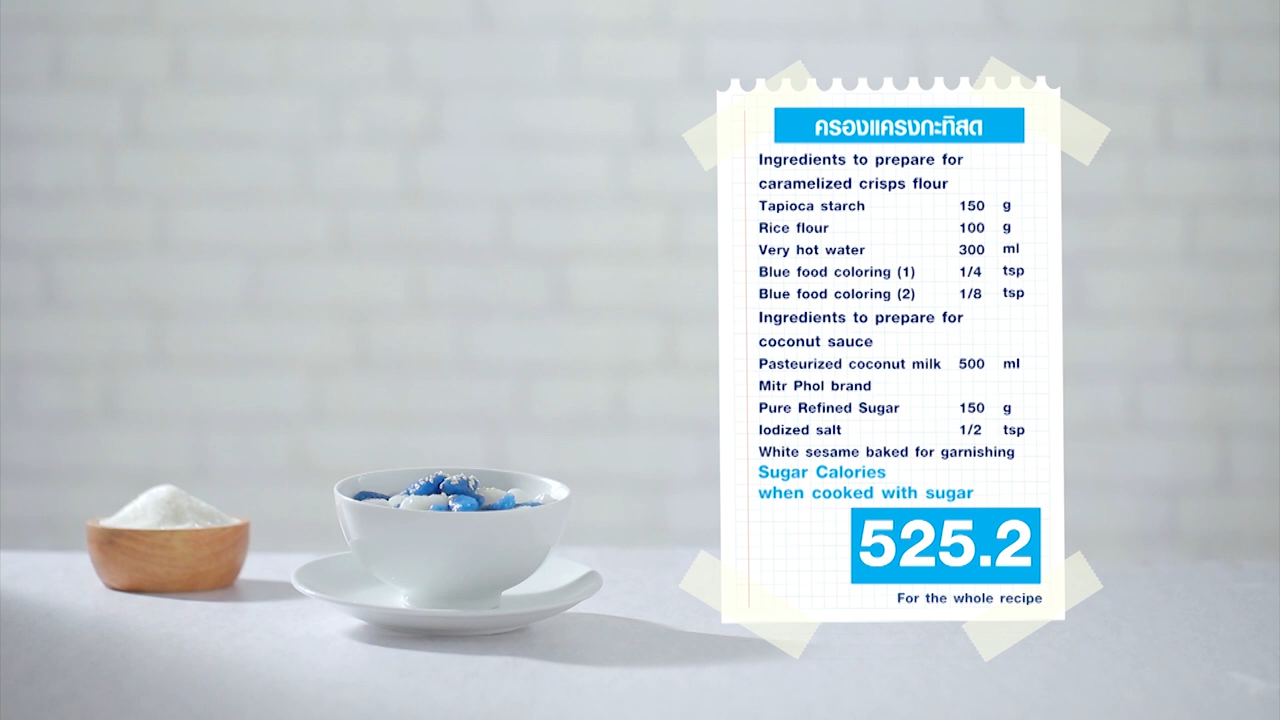 ครองแครงกะทิสด
Ingredients to prepare for
caramelized crisps flour
Tapioca starch 150 g
Rice flour 100 g
Very hot water 300 ml
Blue food coloring (1) 1/4 tsp
Blue food coloring (2) 1/8 tsp
Ingredients to prepare for
coconut sauce
Pasteurized coconut milk 500 ml
Mitr Phol brand
Pure Refined Sugar 150 g
Iodized salt 1/2 tsp
White sesame baked for garnishing
Sugar Calories
when cooked with sugar
525.2
For the whole recipe